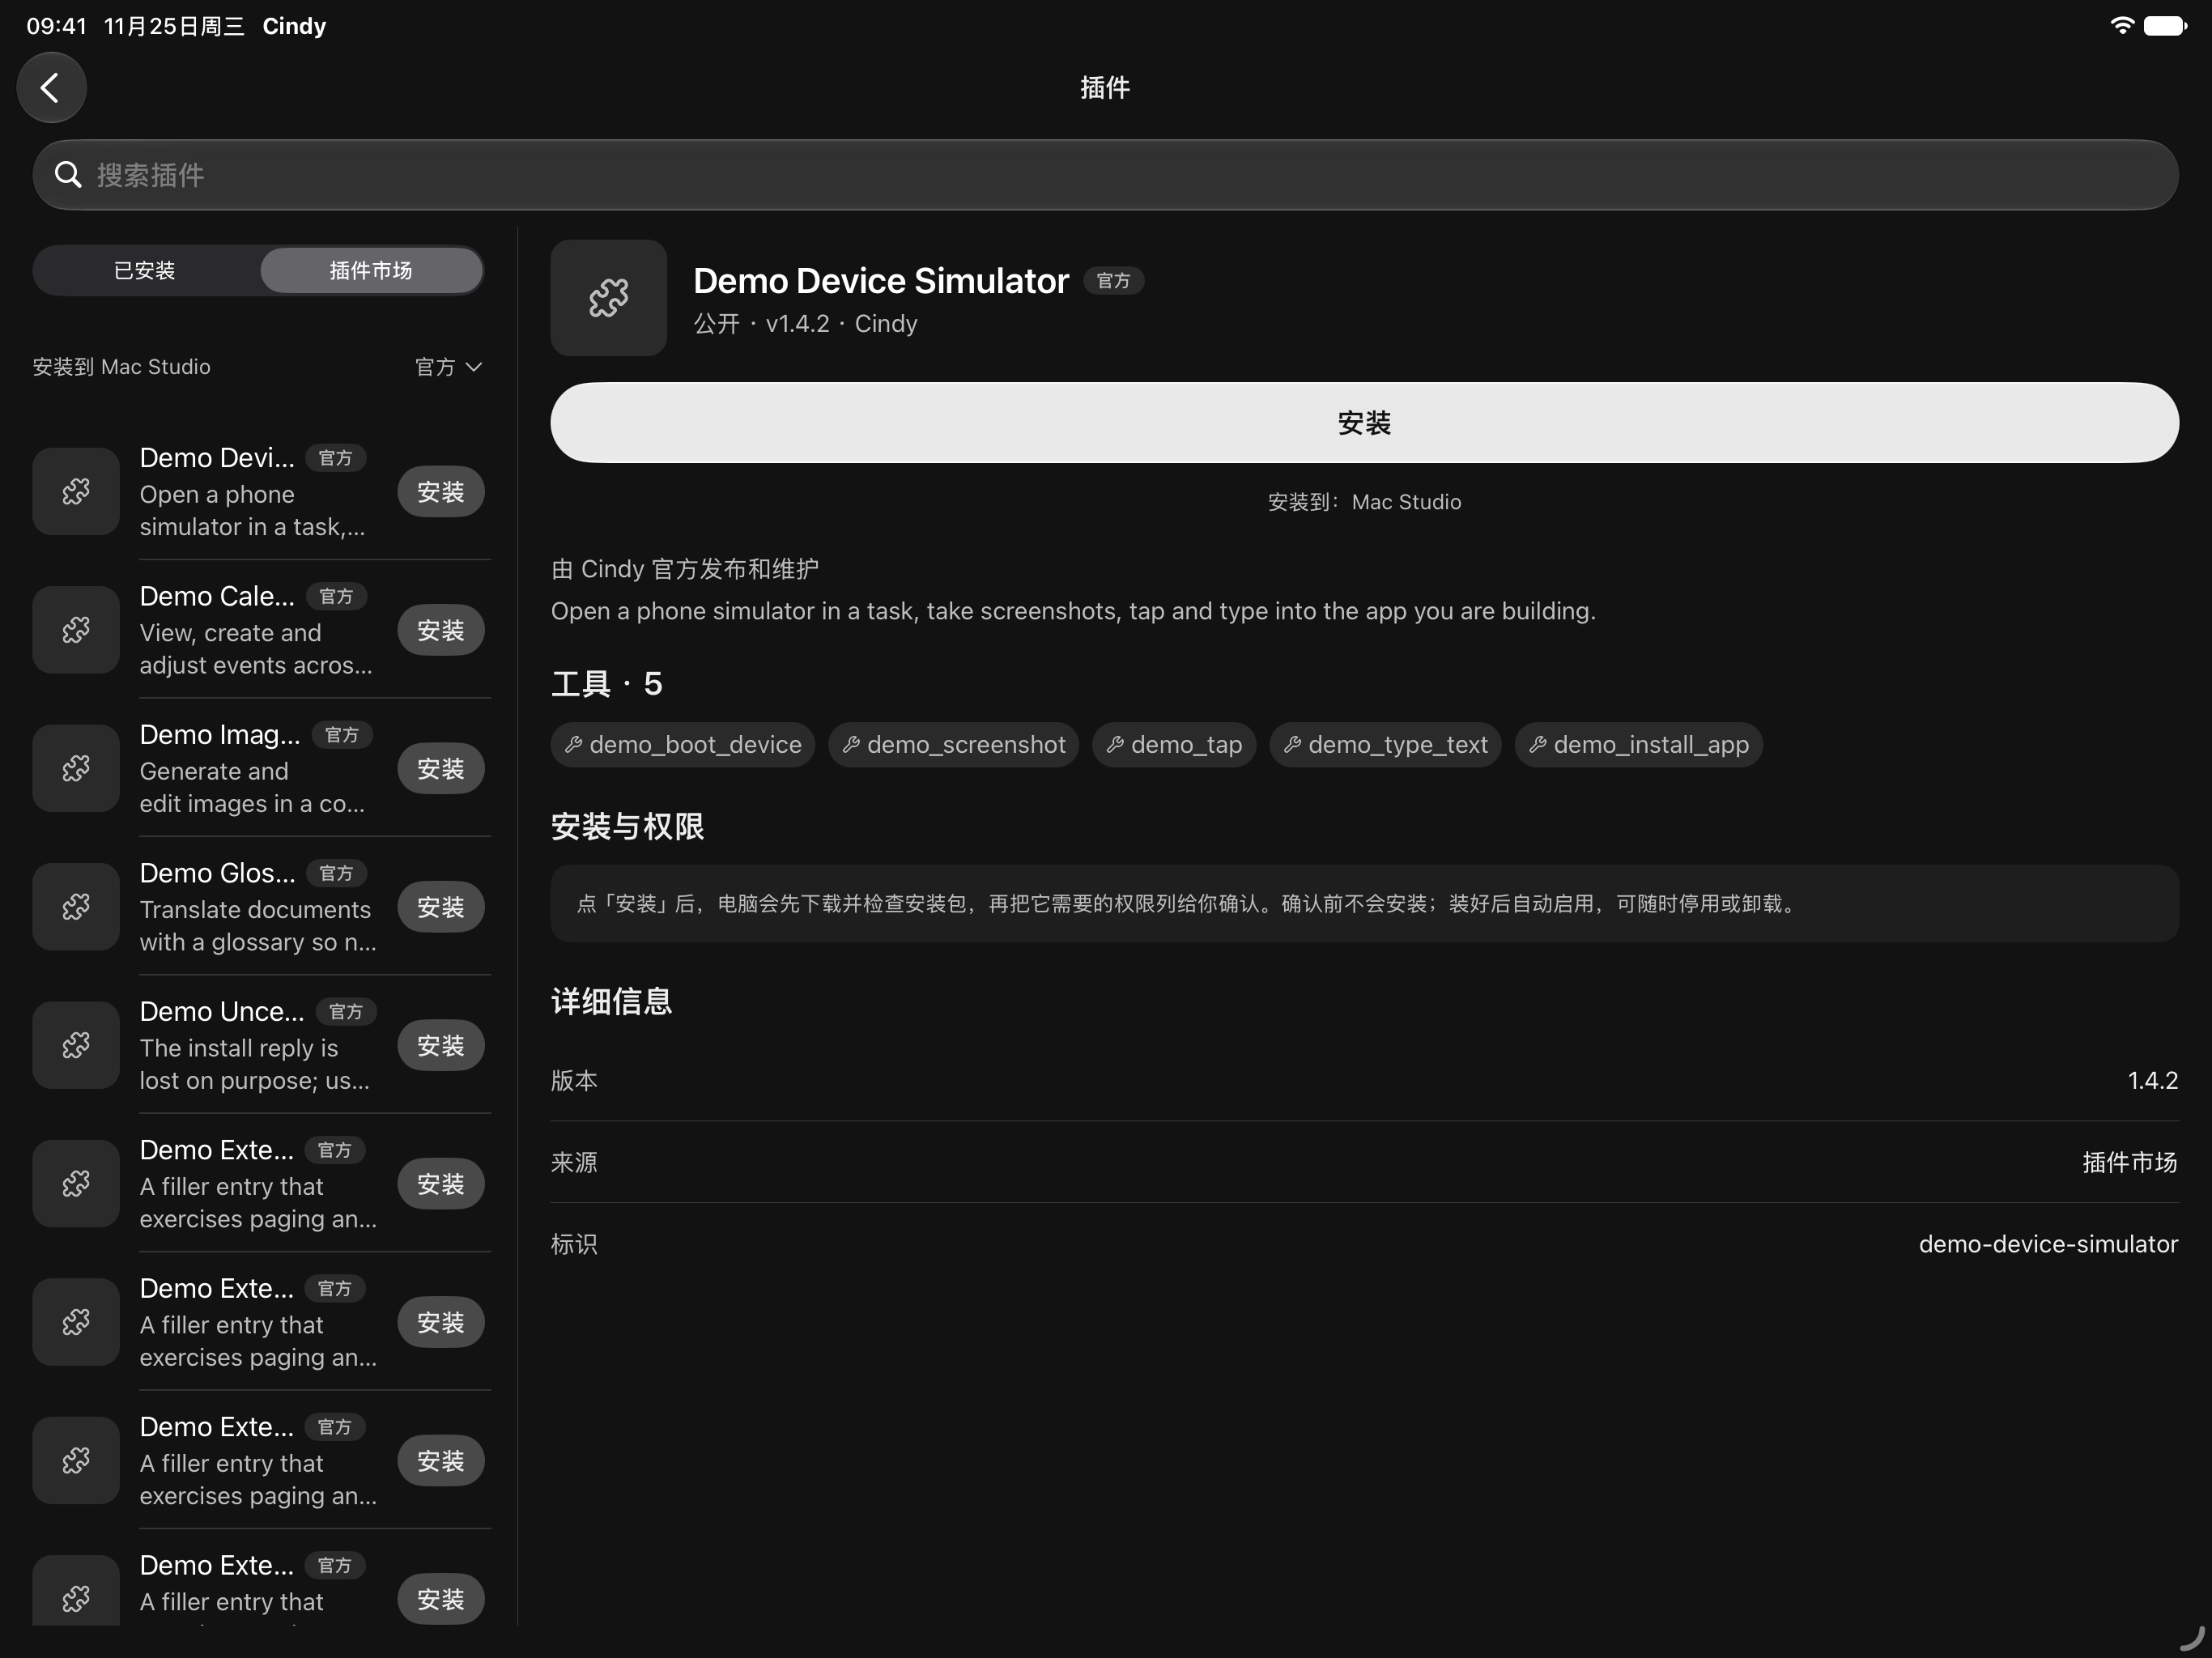 09:41 11月25日周三 Cindy
插件
搜索插件
已安装
插件市场
安装到 Mac Studio
官方
Demo Devi... 官方
Open a phone
simulator in a task,...
安装
Demo Cale... 官方
View, create and
adjust events acros...
安装
Demo Imag... 官方
Generate and
edit images in a co...
安装
Demo Glos... 官方
Translate documents
with a glossary so n...
安装
Demo Unce... 官方
The install reply is
lost on purpose; us...
安装
Demo Exte... 官方
A filler entry that
exercises paging an...
安装
Demo Exte... 官方
A filler entry that
exercises paging an...
安装
Demo Exte... 官方
A filler entry that
exercises paging an...
安装
Demo Exte... 官方
A filler entry that
安装
Demo Device Simulator 官方
公开 · v1.4.2 · Cindy
安装
安装到：Mac Studio
由 Cindy 官方发布和维护
Open a phone simulator in a task, take screenshots, tap and type into the app you are building.
工具 · 5
demo_boot_device demo_screenshot demo_tap demo_type_text demo_install_app
安装与权限
点「安装」后，电脑会先下载并检查安装包，再把它需要的权限列给你确认。确认前不会安装；装好后自动启用，可随时停用或卸载。
详细信息
版本 1.4.2
来源 插件市场
标识 demo-device-simulator